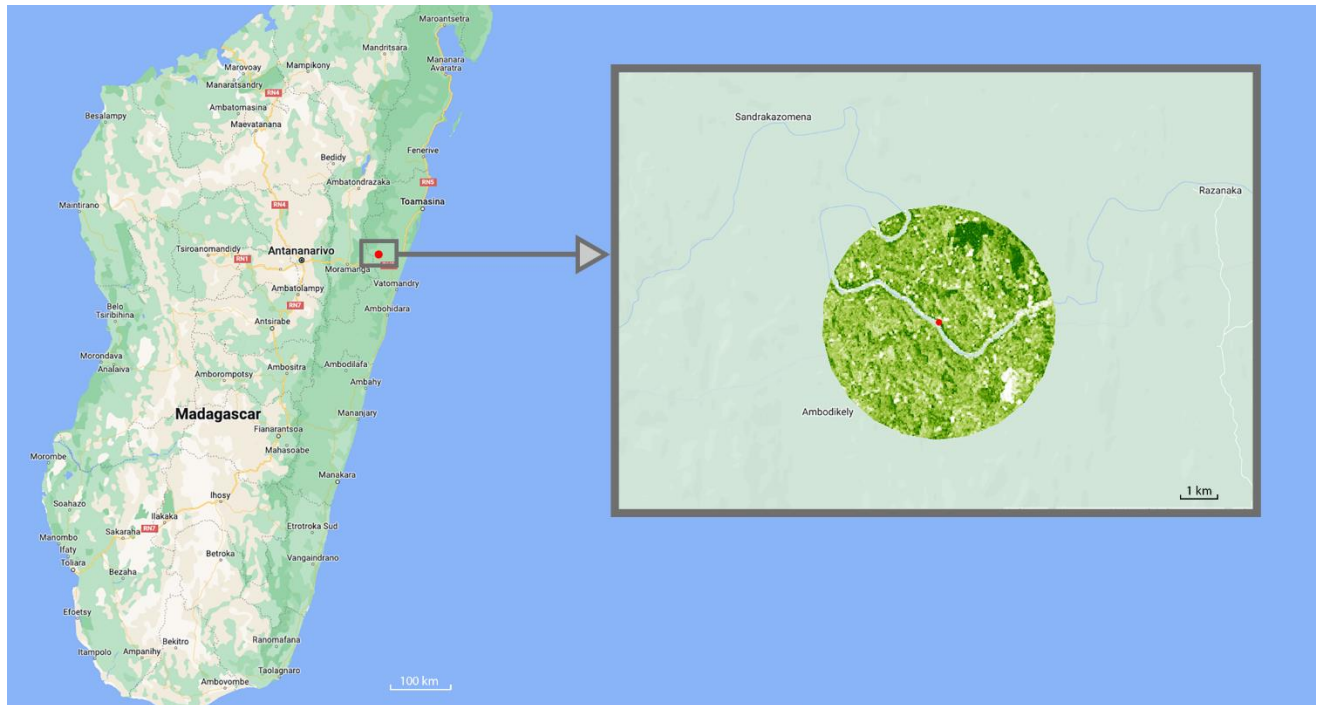 Maroantsetra
Mandritsara
Mananara
Avaratra
Marovoay
Mampikony
Manaratsandry
RN4
Ambatomasina
Besalampy
Maevatanana
Fenerive
Bedidy
Ambatondrazaka
RN5
Maintirano
RN4
Toamasina
Tsiroanomandidy
Antananarivo
RN1
Moramanga
Ambatolampy
Vatomandry
RN7
Belo
Tsiribihina
Ambohidara
Antsirabe
Morondava
Analaiva
Ambositra
Ambodilafa
Amborompotsy
Ambahy
Madagascar
Mananjary
Fianarantsoa
Mahasoabe
Morombe
Manakara
Ihosy
Soahazo
Ilakaka
Etrotroka Sud
Manombo
Sakaraha
RN7
Ifaty
Toliara
Betroka
Vangaindrano
Bezaha
Efoetsy
Bekitro
Ranomafana
Itampolo
Ampanihy
Taolagnaro
Ambovombe
100 km
Sandrakazomena
Razanaka
Ambodikely
1 km